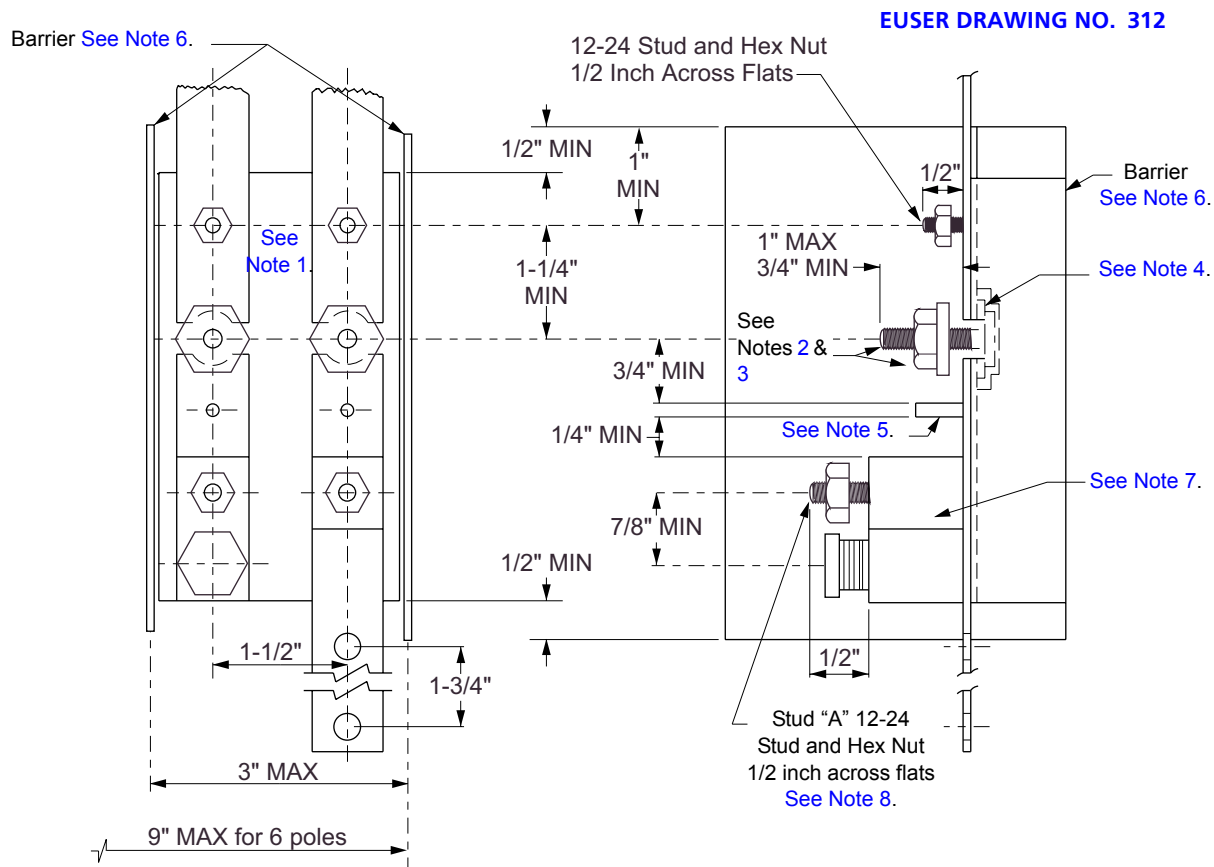 EUSER DRAWING NO. 312
Barrier See Note 6.
12-24 Stud and Hex Nut
1/2 Inch Across Flats
1/2" MIN
1"
MIN
1/2"
Barrier
See Note 6.
See
Note 1.
1-1/4"
MIN
1" MAX
3/4" MIN
See Note 4.
See
Notes 2 &
3
3/4" MIN
1/4" MIN
See Note 5.
See Note 7.
7/8" MIN
1/2" MIN
1-1/2"
1-3/4"
1/2"
Stud “A” 12-24
Stud and Hex Nut
1/2 inch across flats
See Note 8.
3" MAX
9" MAX for 6 poles